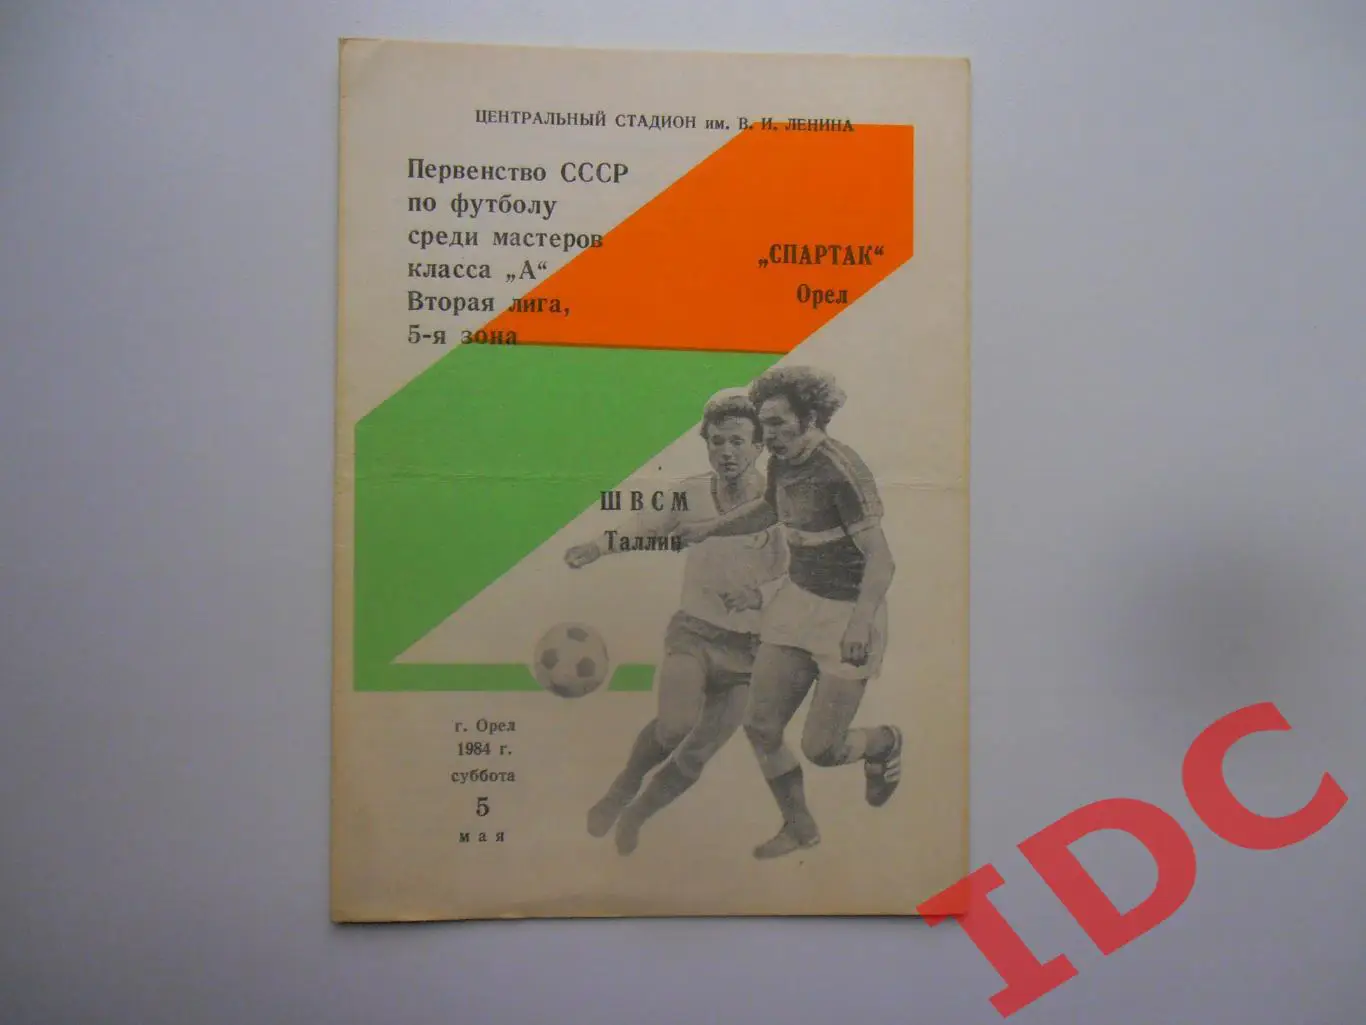 ЦЕНТРАЛЬНЫЙ СТАДИОН им. В. И. ЛЕНИНА
Первенство СССР
по футболу
среди мастеров
класса „А“
Вторая лига,
5-я зона
„СПАРТАК“
Орел
ШВСМ
Таллин
г. Орел
1984 г.
суббота
5
мая
IDC